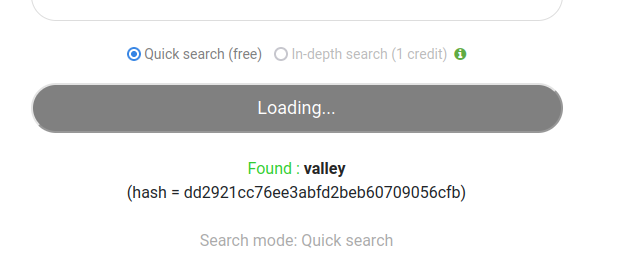 Quick search (free) In-depth search (1 credit)
Loading...
Found : valley
(hash = dd2921cc76ee3abfd2beb60709056cfb)
Search mode: Quick search